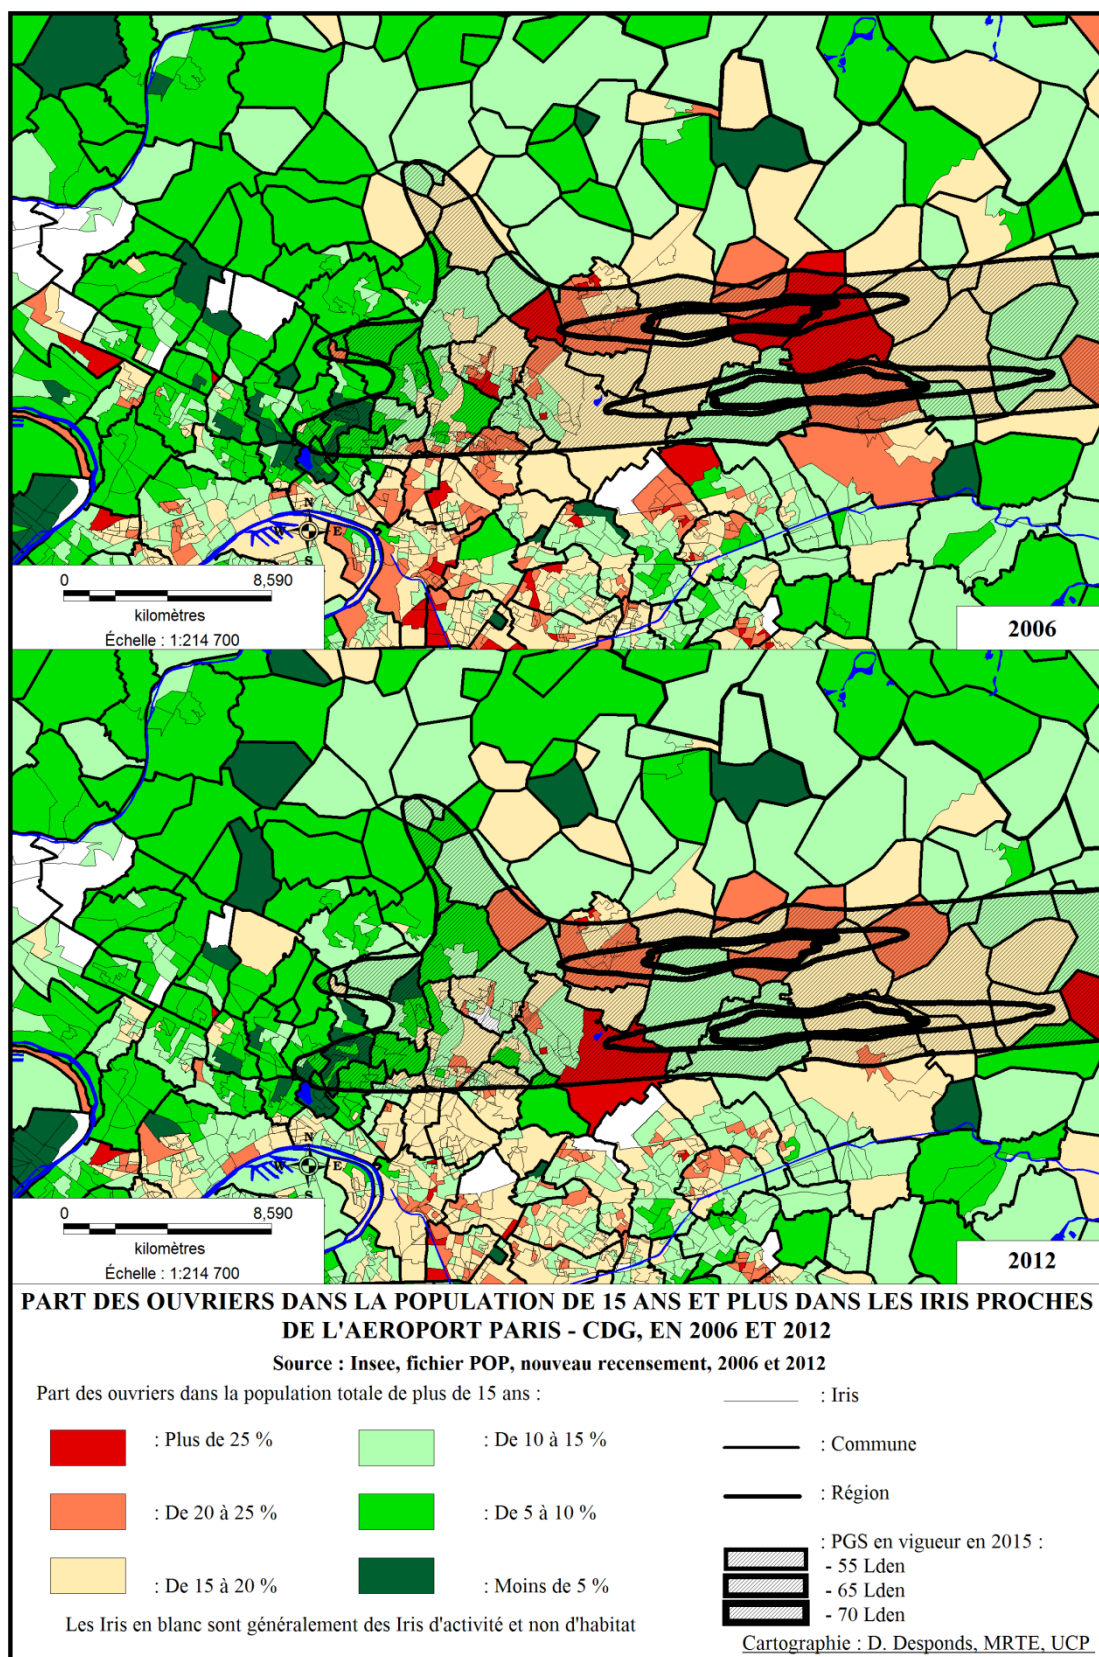 N
W E
S
0 8,590
kilomètres
Échelle : 1:214 700
2006
N
W E
S
0 8,590
kilomètres
Échelle : 1:214 700
2012
PART DES OUVRIERS DANS LA POPULATION DE 15 ANS ET PLUS DANS LES IRIS PROCHES
DE L'AEROPORT PARIS - CDG, EN 2006 ET 2012
Source : Insee, fichier POP, nouveau recensement, 2006 et 2012
Part des ouvriers dans la population totale de plus de 15 ans :
: Plus de 25 %
: De 20 à 25 %
: De 15 à 20 %
: De 10 à 15 %
: De 5 à 10 %
: Moins de 5 %
Les Iris en blanc sont généralement des Iris d'activité et non d'habitat
: Iris
: Commune
: Région
: PGS en vigueur en 2015 :
- 55 Lden
- 65 Lden
- 70 Lden
Cartographie : D. Desponds, MRTE, UCP